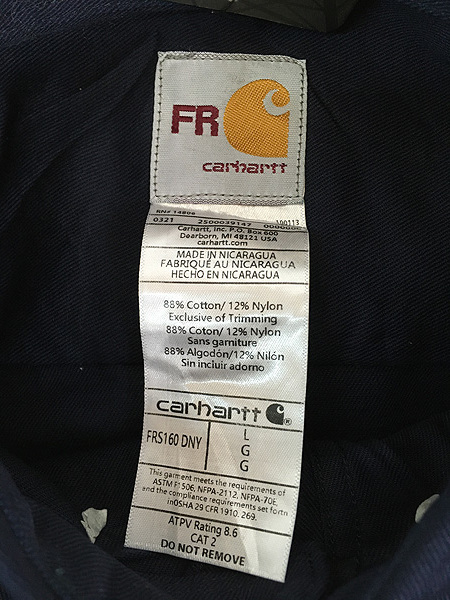 FR
carhartt
RN# 14806
0321 2500039147 100113
Carhartt, Inc. P.O. Box 600
Dearborn, MI 48121 USA
carhartt.com
MADE IN NICARAGUA
FABRIQUÉ AU NICARAGUA
HECHO EN NICARAGUA
88% Cotton/ 12% Nylon
Exclusive of Trimming
88% Coton/ 12% Nylon
Sans garniture
88% Algodón/12% Nilón
Sin incluir adorno
carhartt ®
FRS160 DNY
L
G
G
This garment meets the requirements of
ASTM F1506, NFPA-2112, NFPA-70E
and the compliance requirements set forth
in OSHA 29 CFR 1910. 269.
ATPV Rating 8.6
CAT 2
DO NOT REMOVE